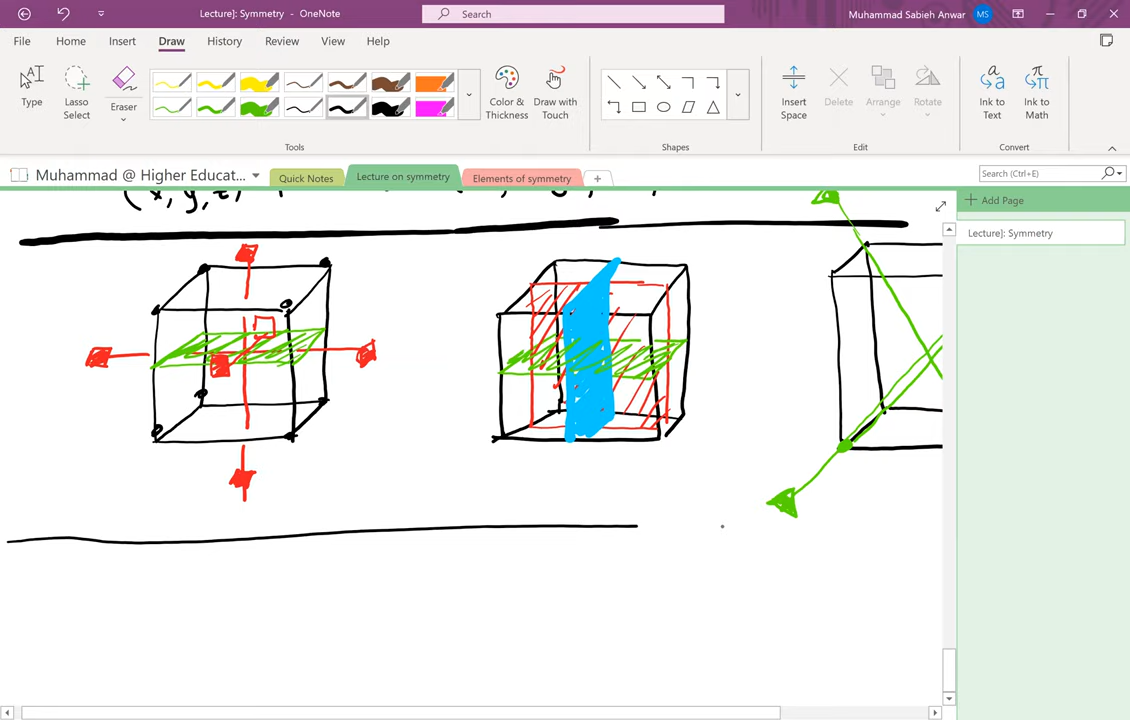 Lecture]: Symmetry - OneNote
Search
Muhammad Sabieh Anwar
MS
File
Home
Insert
Draw
History
Review
View
Help
Type
Lasso Select
Eraser
Color & Thickness
Draw with Touch
Insert Space
Delete
Arrange
Rotate
Ink to Text
Ink to Math
Tools
Shapes
Edit
Convert
Muhammad @ Higher Educat...
Quick Notes
Lecture on symmetry
Elements of symmetry
Search (Ctrl+E)
Add Page
Lecture]: Symmetry
(x, y, z)